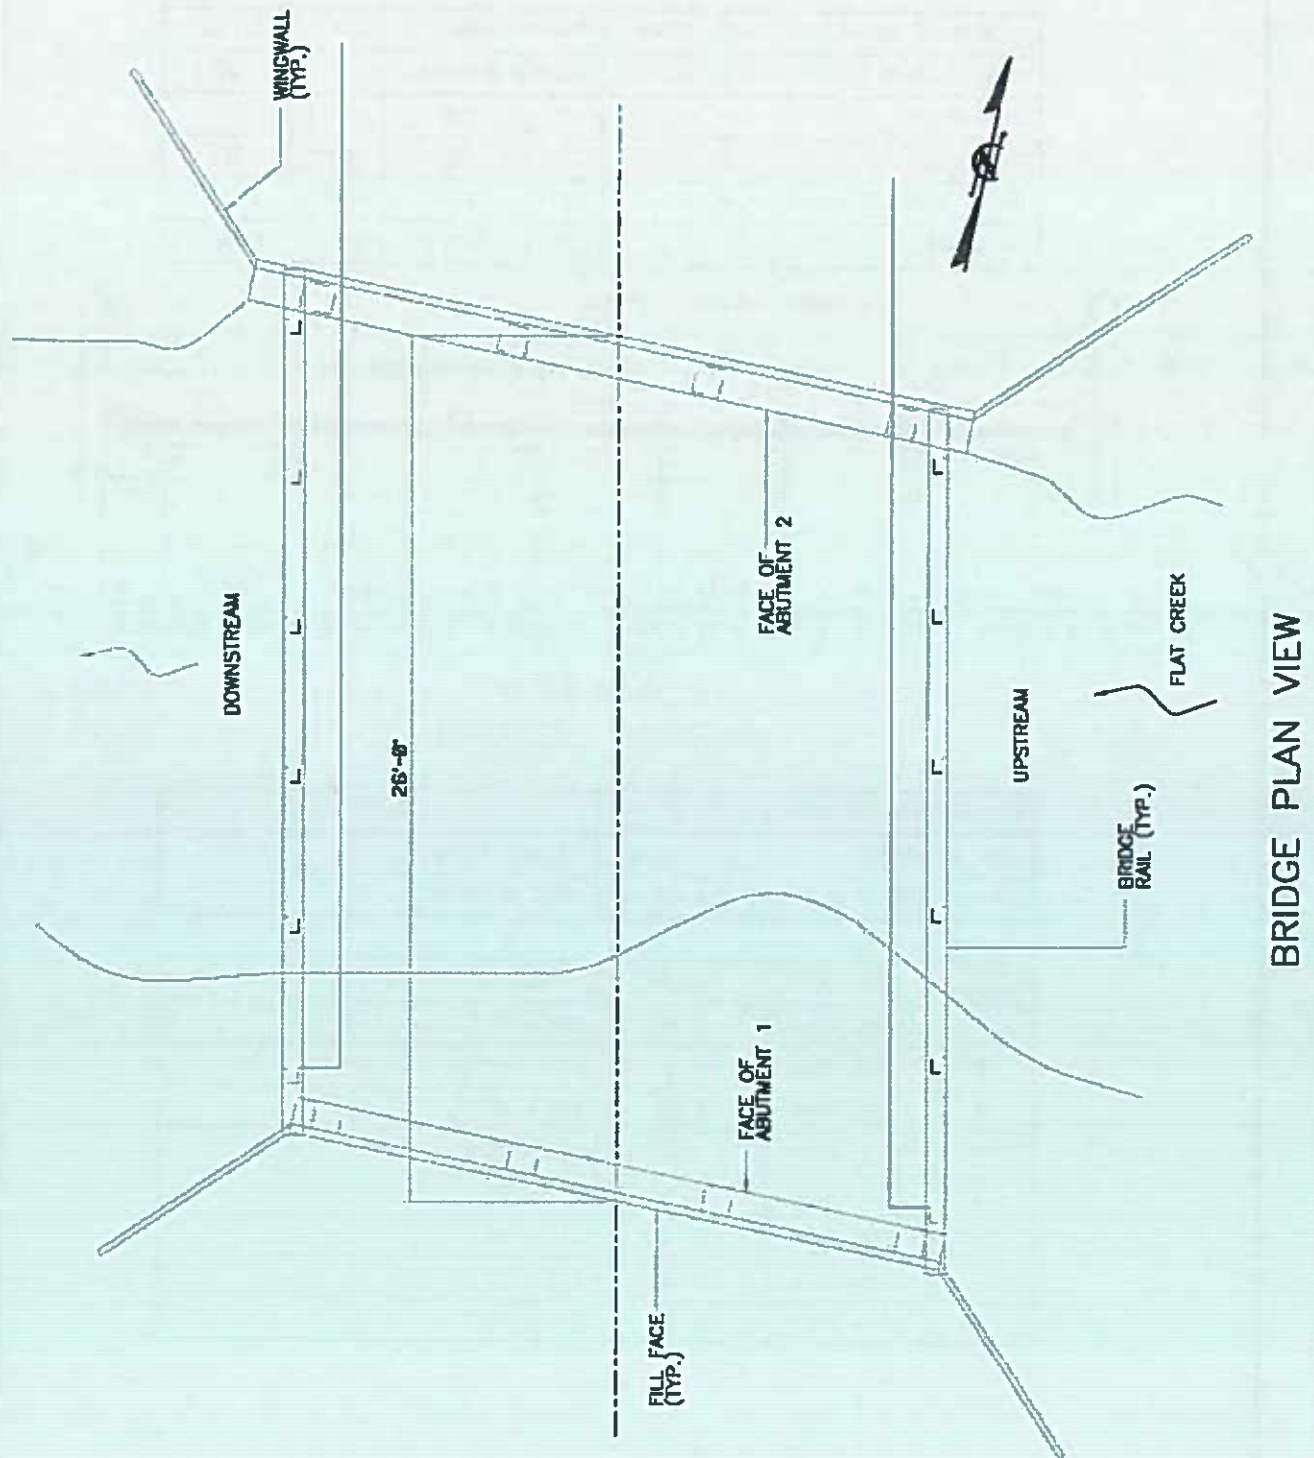 WINGWALL
(TYP.)
DOWNSTREAM
26'-0"
FACE OF
ABUTMENT 2
FACE OF
ABUTMENT 1
FILL FACE
(TYP.)
UPSTREAM
FLAT CREEK
BRIDGE
RAIL (TYP.)
BRIDGE PLAN VIEW